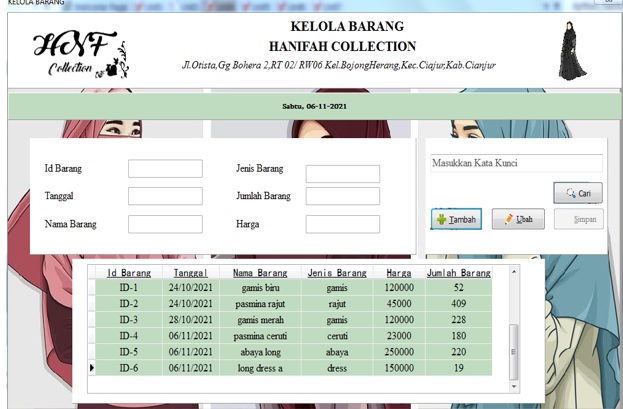 KELOLA BARANG
KELOLA BARANG
HANIFAH COLLECTION
Jl.Otista,Gg Bohera 2,RT 02/ RW06 Kel.BojongHerang,Kec.Ciajur,Kab.Cianjur
HNF
Collection
Sabtu, 06-11-2021
Id Barang
Jenis Barang
Masukkan Kata Kunci
Cari
Tanggal
Jumlah Barang
Tambah
Ubah
Simpan
Nama Barang
Harga
Id Barang Tanggal Nama Barang Jenis Barang Harga Jumlah Barang
ID-1 24/10/2021 gamis biru gamis 120000 52
ID-2 24/10/2021 pasmina rajut rajut 45000 409
ID-3 28/10/2021 gamis merah gamis 120000 228
ID-4 06/11/2021 pasmina ceruti ceruti 23000 180
ID-5 06/11/2021 abaya long abaya 250000 220
ID-6 06/11/2021 long dress a dress 150000 19